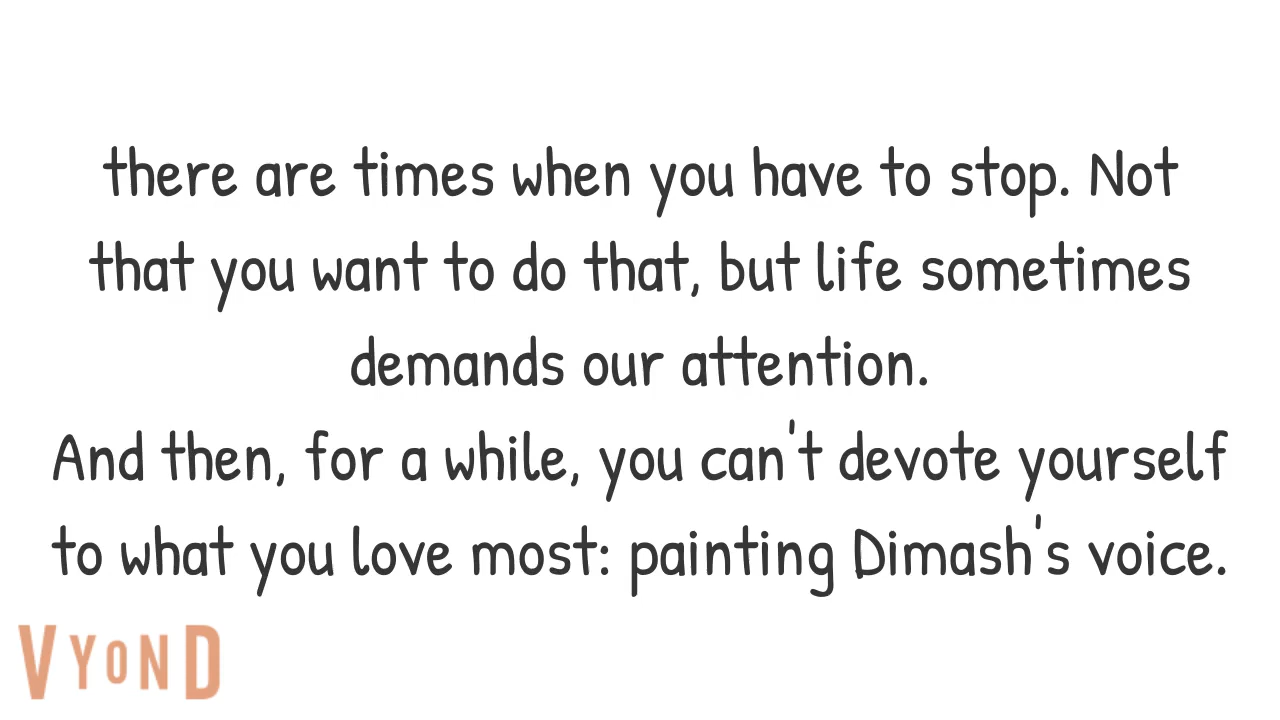 there are times when you have to stop. Not
that you want to do that, but life sometimes
demands our attention.
And then, for a while, you can't devote yourself
to what you love most: painting Dimash's voice.
VYOND